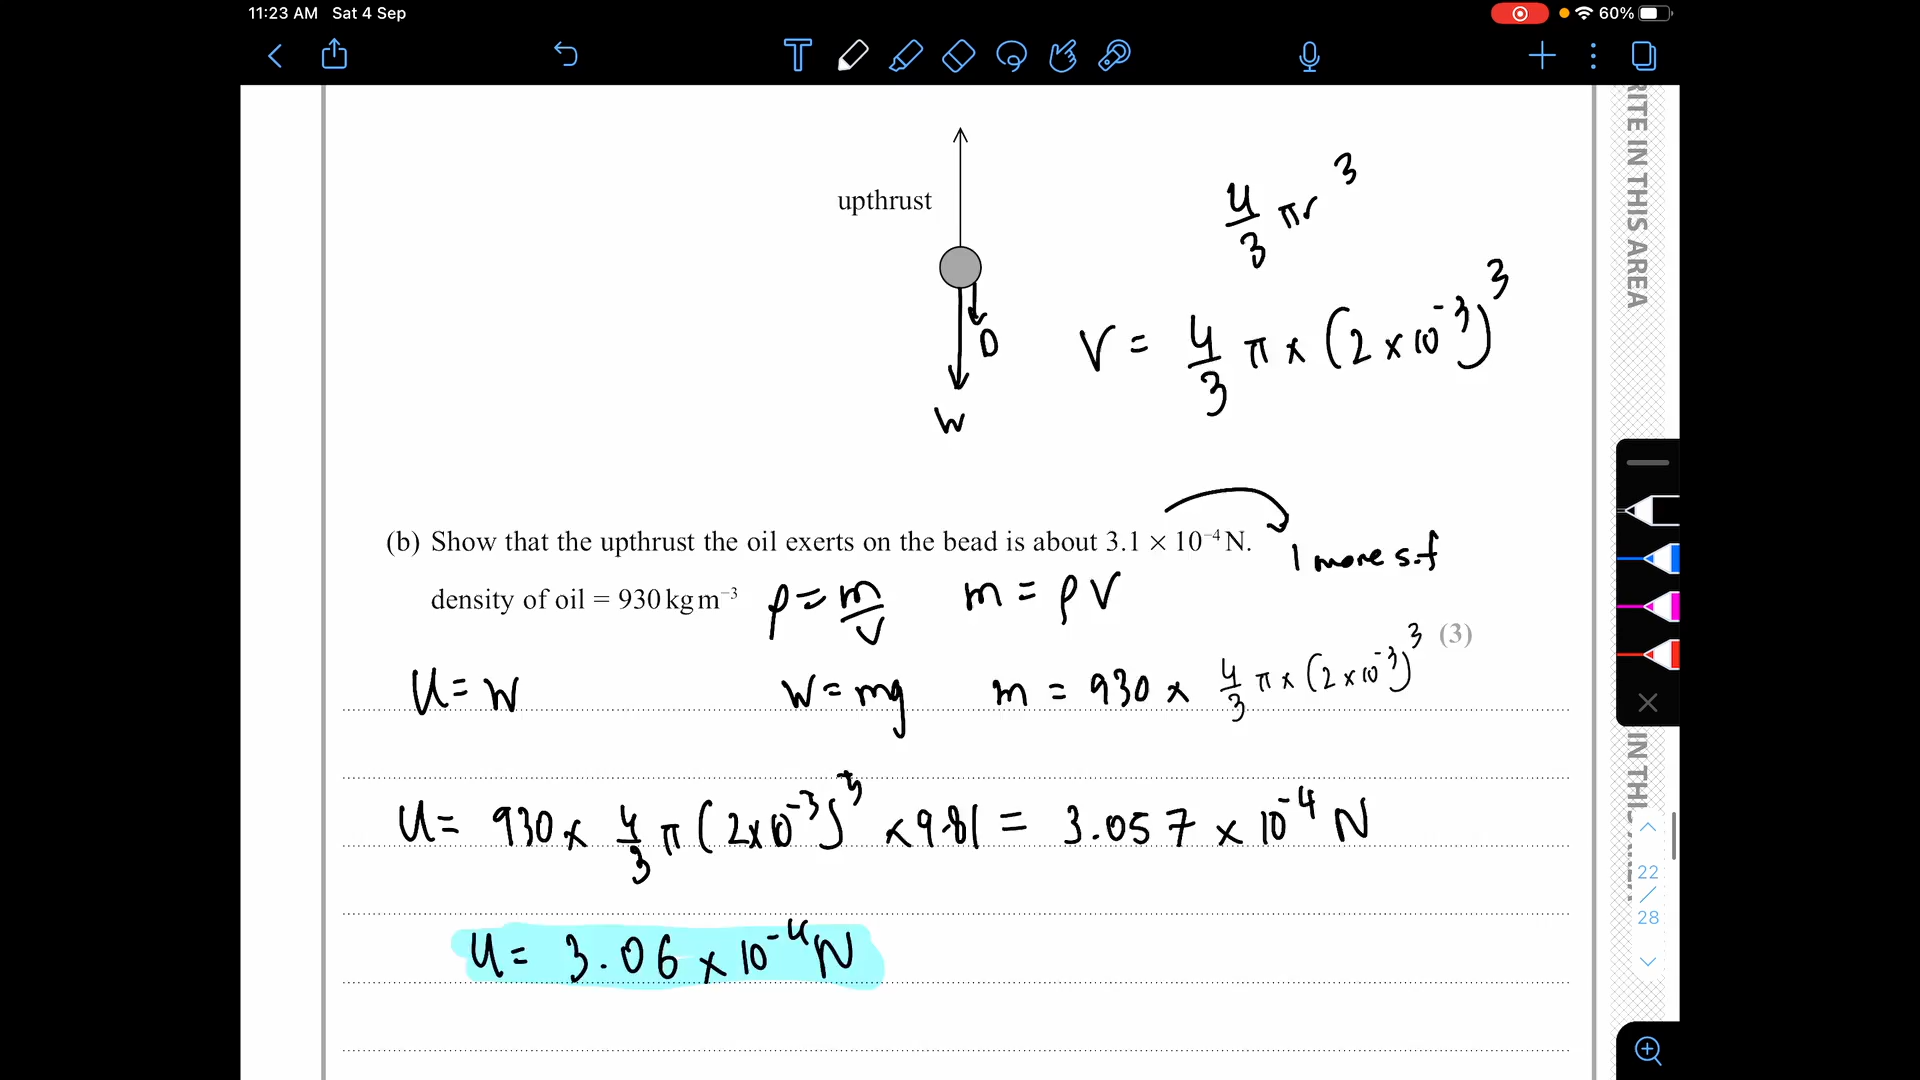 11:23 AM Sat 4 Sep
60%
RITE IN THIS AREA
upthrust
4/3 πr³
D
V = 4/3 π × (2 × 10⁻³)³
W
(b) Show that the upthrust the oil exerts on the bead is about 3.1 × 10⁻⁴ N.
1 more s.f
density of oil = 930 kg m⁻³
ρ = m/V
m = ρV
(3)
U = W
W = mg
m = 930 × 4/3 π × (2 × 10⁻³)³
U = 930 × 4/3 π (2×10⁻³)³ × 9.81 = 3.057 × 10⁻⁴ N
U = 3.06 × 10⁻⁴ N
22
/
28